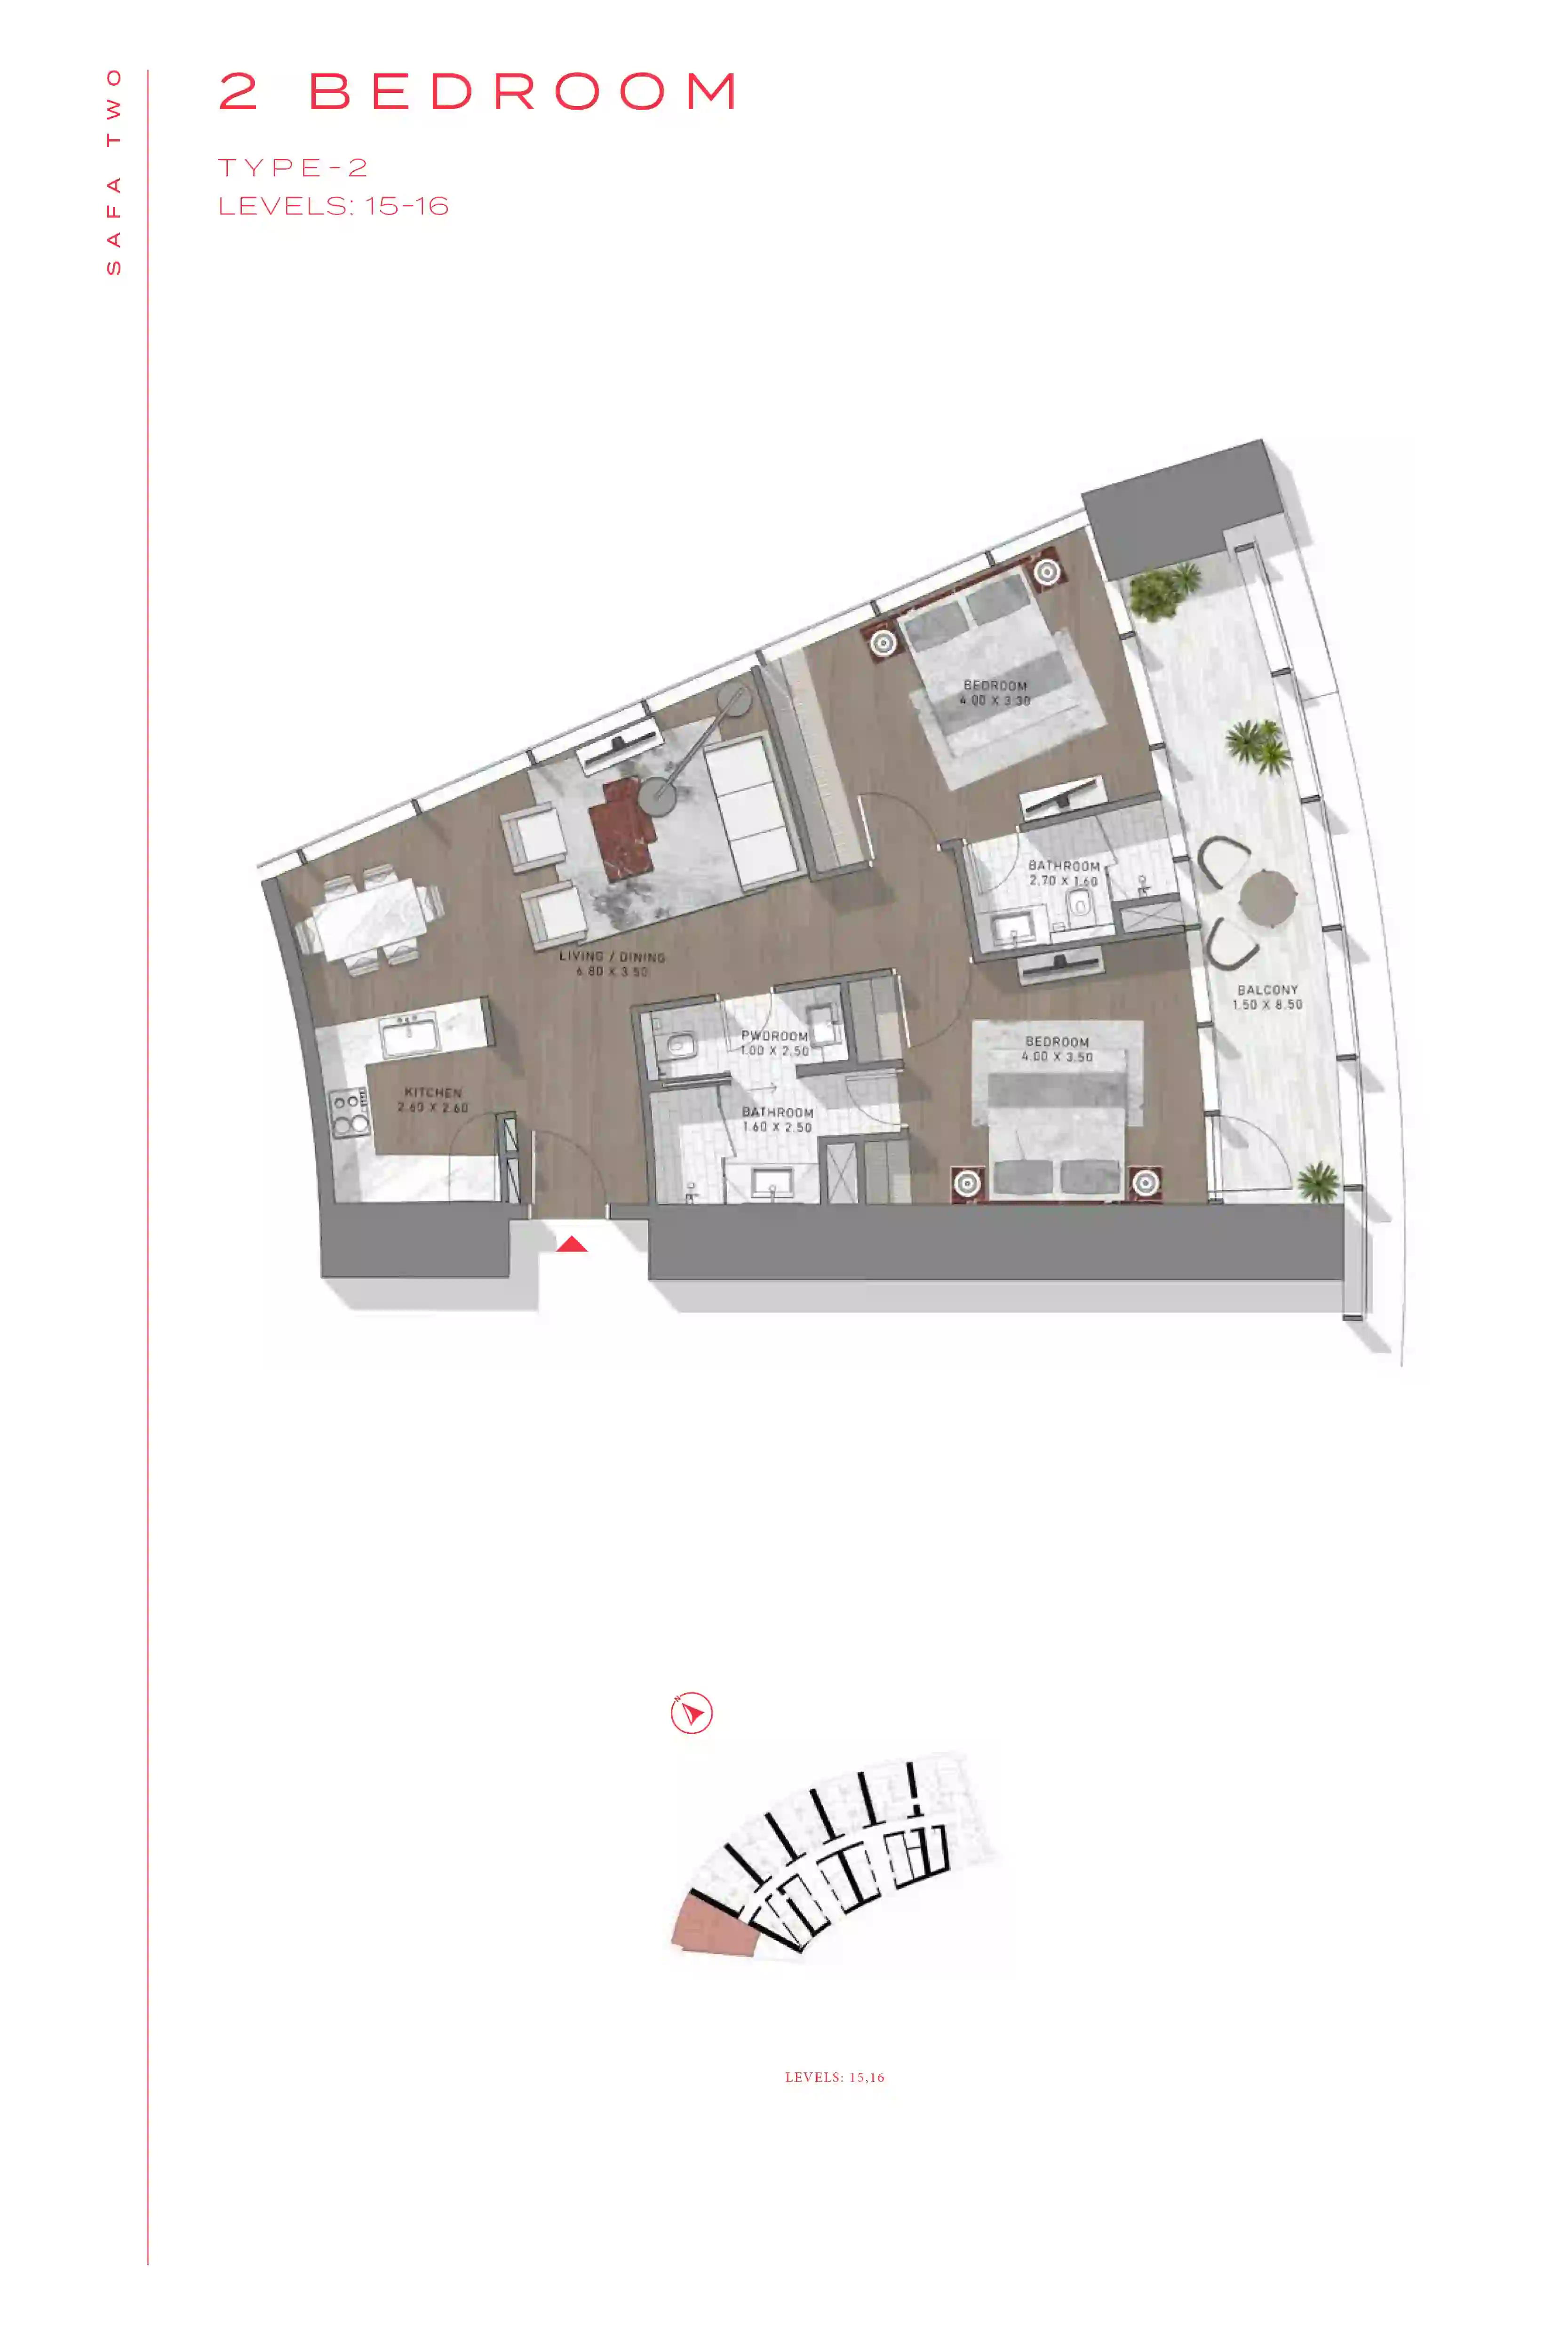 SAFA TWO
2 BEDROOM
TYPE-2
LEVELS: 15-16
BEDROOM
4.00 X 3.30
BATHROOM
2.70 X 1.60
LIVING / DINING
6.80 X 3.50
BALCONY
1.50 X 8.50
PWDROOM
1.00 X 2.50
BEDROOM
4.00 X 3.50
KITCHEN
2.60 X 2.60
BATHROOM
1.60 X 2.50
N
LEVELS: 15,16